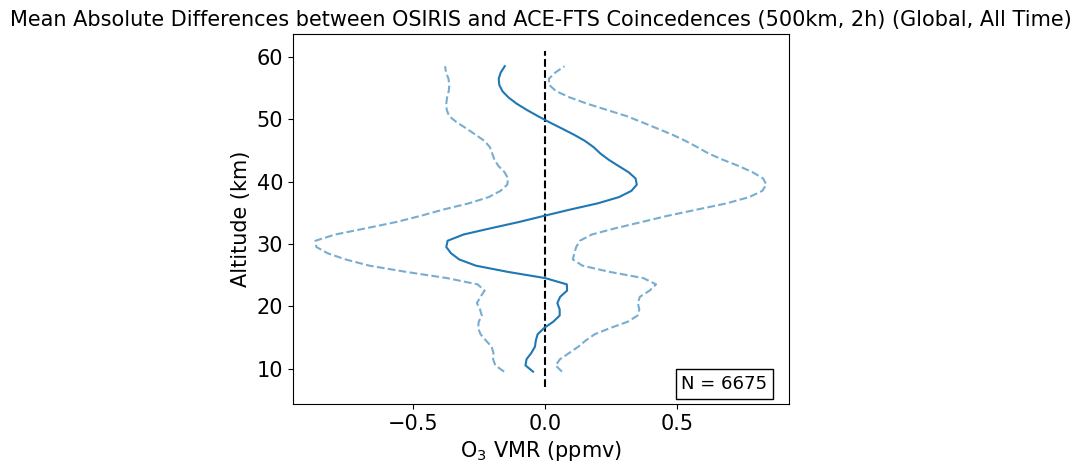 Mean Absolute Differences between OSIRIS and ACE-FTS Coincedences (500km, 2h) (Global, All Time)
60
50
40
30
20
10
Altitude (km)
N = 6675
−0.5 0.0 0.5
O₃ VMR (ppmv)